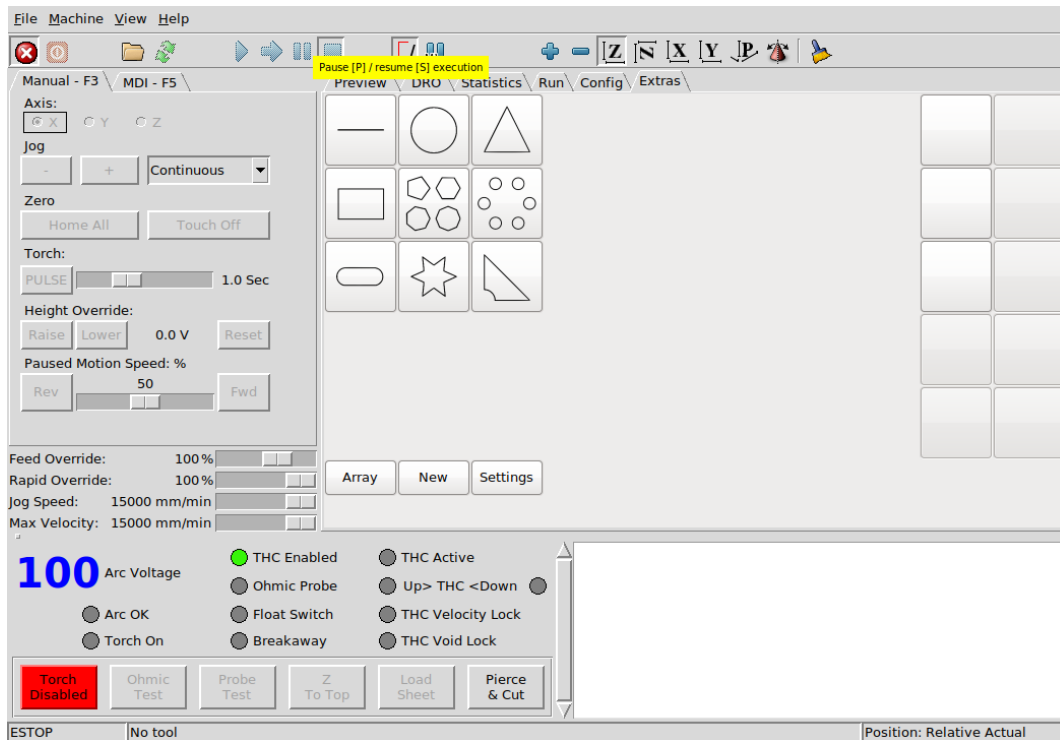 File Machine View Help
Z N X Y P
Pause [P] / resume [S] execution
Manual - F3 MDI - F5
Preview DRO Statistics Run Config Extras
Axis:
X Y Z
Jog
- + Continuous
Zero
Home All Touch Off
Torch:
PULSE 1.0 Sec
Height Override:
Raise Lower 0.0 V Reset
Paused Motion Speed: %
Rev 50 Fwd
Feed Override: 100 %
Rapid Override: 100 %
Jog Speed: 15000 mm/min
Max Velocity: 15000 mm/min
Array New Settings
100 Arc Voltage
THC Enabled THC Active
Ohmic Probe Up> THC <Down
Arc OK Float Switch THC Velocity Lock
Torch On Breakaway THC Void Lock
Torch
Disabled
Ohmic
Test
Probe
Test
Z
To Top
Load
Sheet
Pierce
& Cut
ESTOP No tool Position: Relative Actual